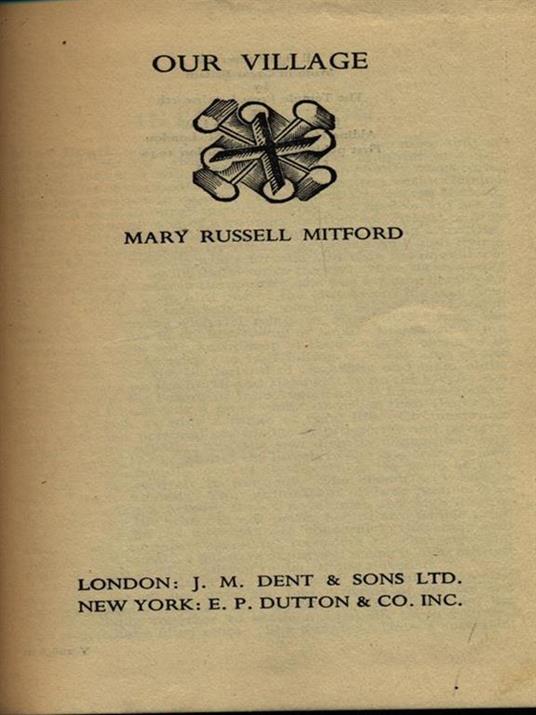 OUR VILLAGE
MARY RUSSELL MITFORD
LONDON: J. M. DENT & SONS LTD.
NEW YORK: E. P. DUTTON & CO. INC.